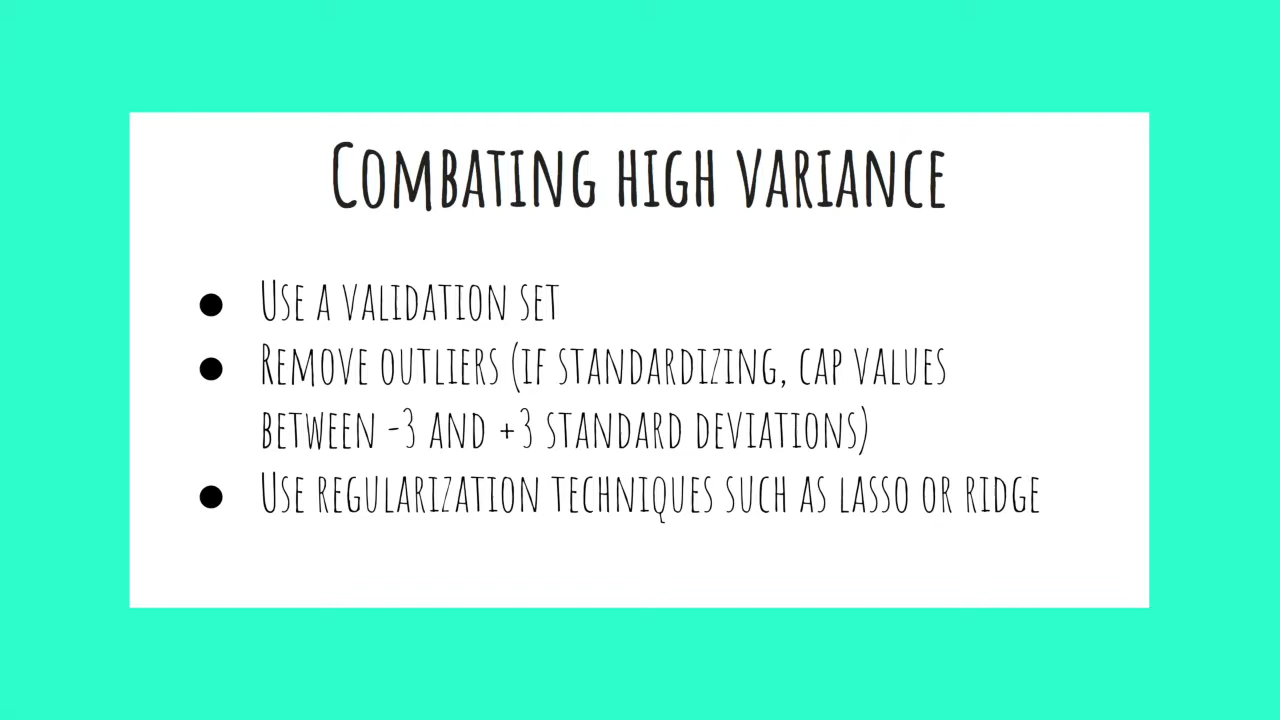 Combating high variance
● Use a validation set
● Remove outliers (if standardizing, cap values
between -3 and +3 standard deviations)
● Use regularization techniques such as lasso or ridge